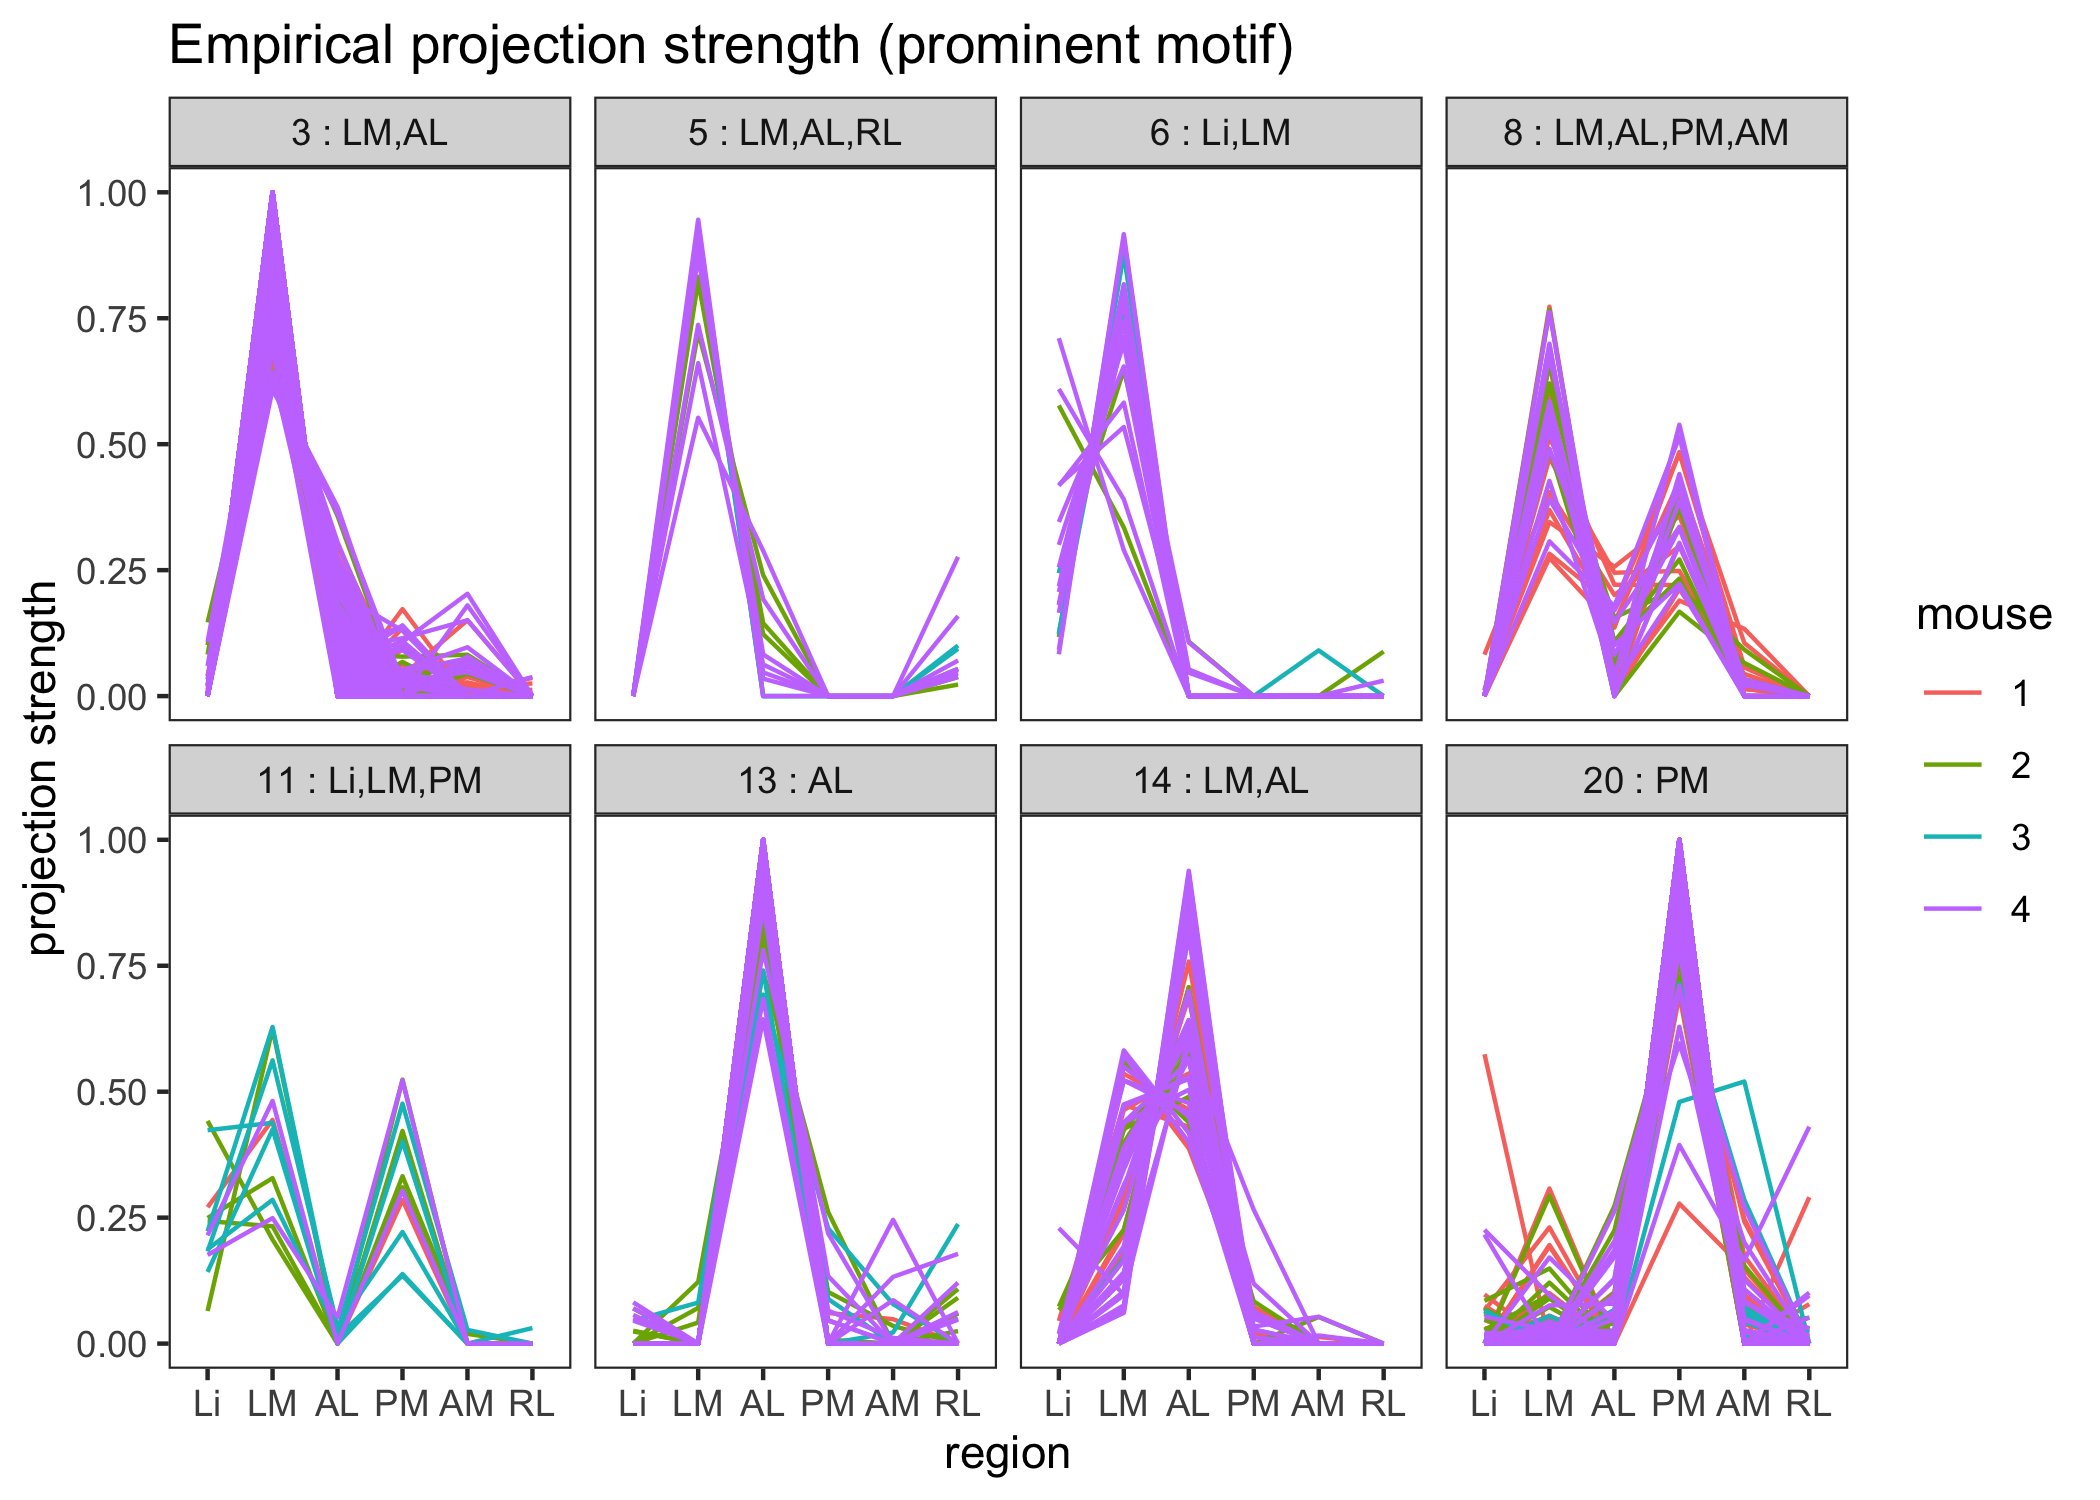 Empirical projection strength (prominent motif)
3 : LM,AL
5 : LM,AL,RL
6 : Li,LM
8 : LM,AL,PM,AM
1.00
0.75
0.50
0.25
0.00
11 : Li,LM,PM
13 : AL
14 : LM,AL
20 : PM
1.00
0.75
0.50
0.25
0.00
Li LM AL PM AM RL
Li LM AL PM AM RL
Li LM AL PM AM RL
Li LM AL PM AM RL
region
projection strength
mouse
1
2
3
4